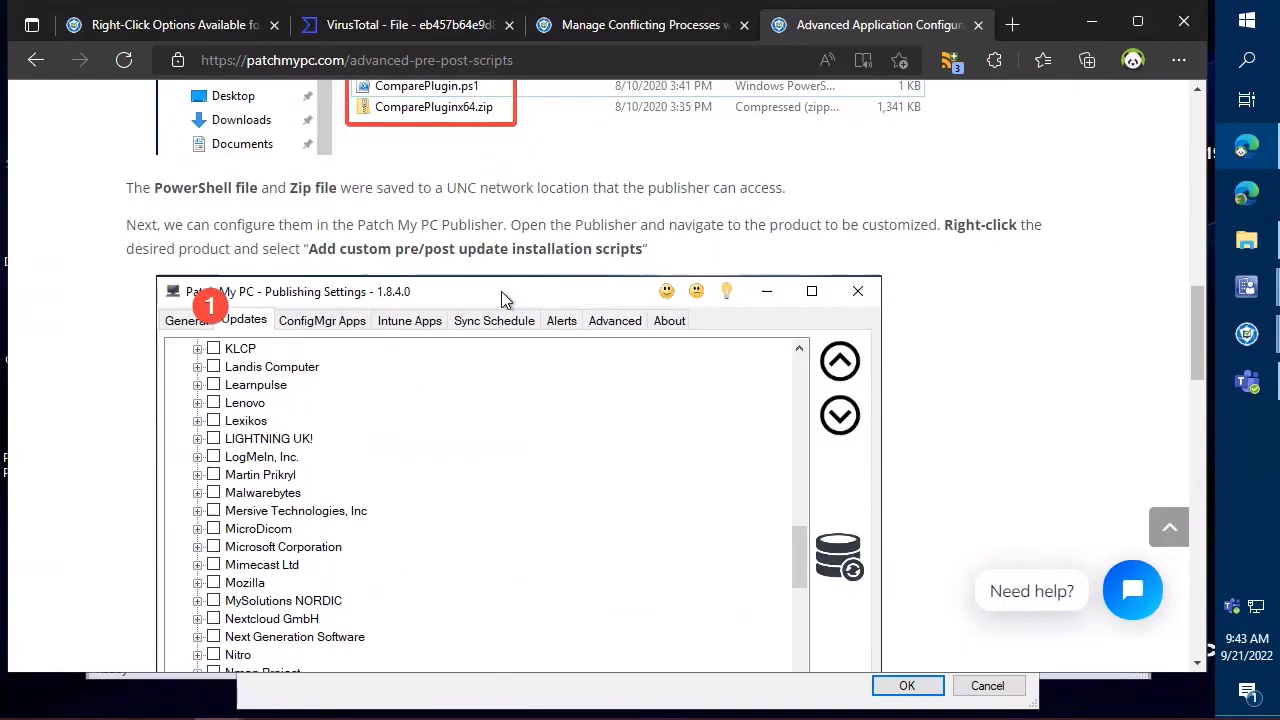 Right-Click Options Available fo
VirusTotal - File - eb457b64e9d
Manage Conflicting Processes w
Advanced Application Configura
https://patchmypc.com/advanced-pre-post-scripts
3
ComparePlugin.ps1 8/10/2020 3:41 PM Windows PowerS... 1 KB
Desktop
ComparePluginx64.zip 8/10/2020 3:35 PM Compressed (zipp... 1,341 KB
Downloads
Documents
The PowerShell file and Zip file were saved to a UNC network location that the publisher can access.
Next, we can configure them in the Patch My PC Publisher. Open the Publisher and navigate to the product to be customized. Right-click the
desired product and select “Add custom pre/post update installation scripts“
Patch My PC - Publishing Settings - 1.8.4.0
1
General Updates ConfigMgr Apps Intune Apps Sync Schedule Alerts Advanced About
KLCP
Landis Computer
Learnpulse
Lenovo
Lexikos
LIGHTNING UK!
LogMeIn, Inc.
Martin Prikryl
Malwarebytes
Mersive Technologies, Inc
MicroDicom
Microsoft Corporation
Mimecast Ltd
Mozilla
MySolutions NORDIC
Nextcloud GmbH
Next Generation Software
Nitro
Nmap Project
Need help?
OK Cancel
9:43 AM
9/21/2022
1